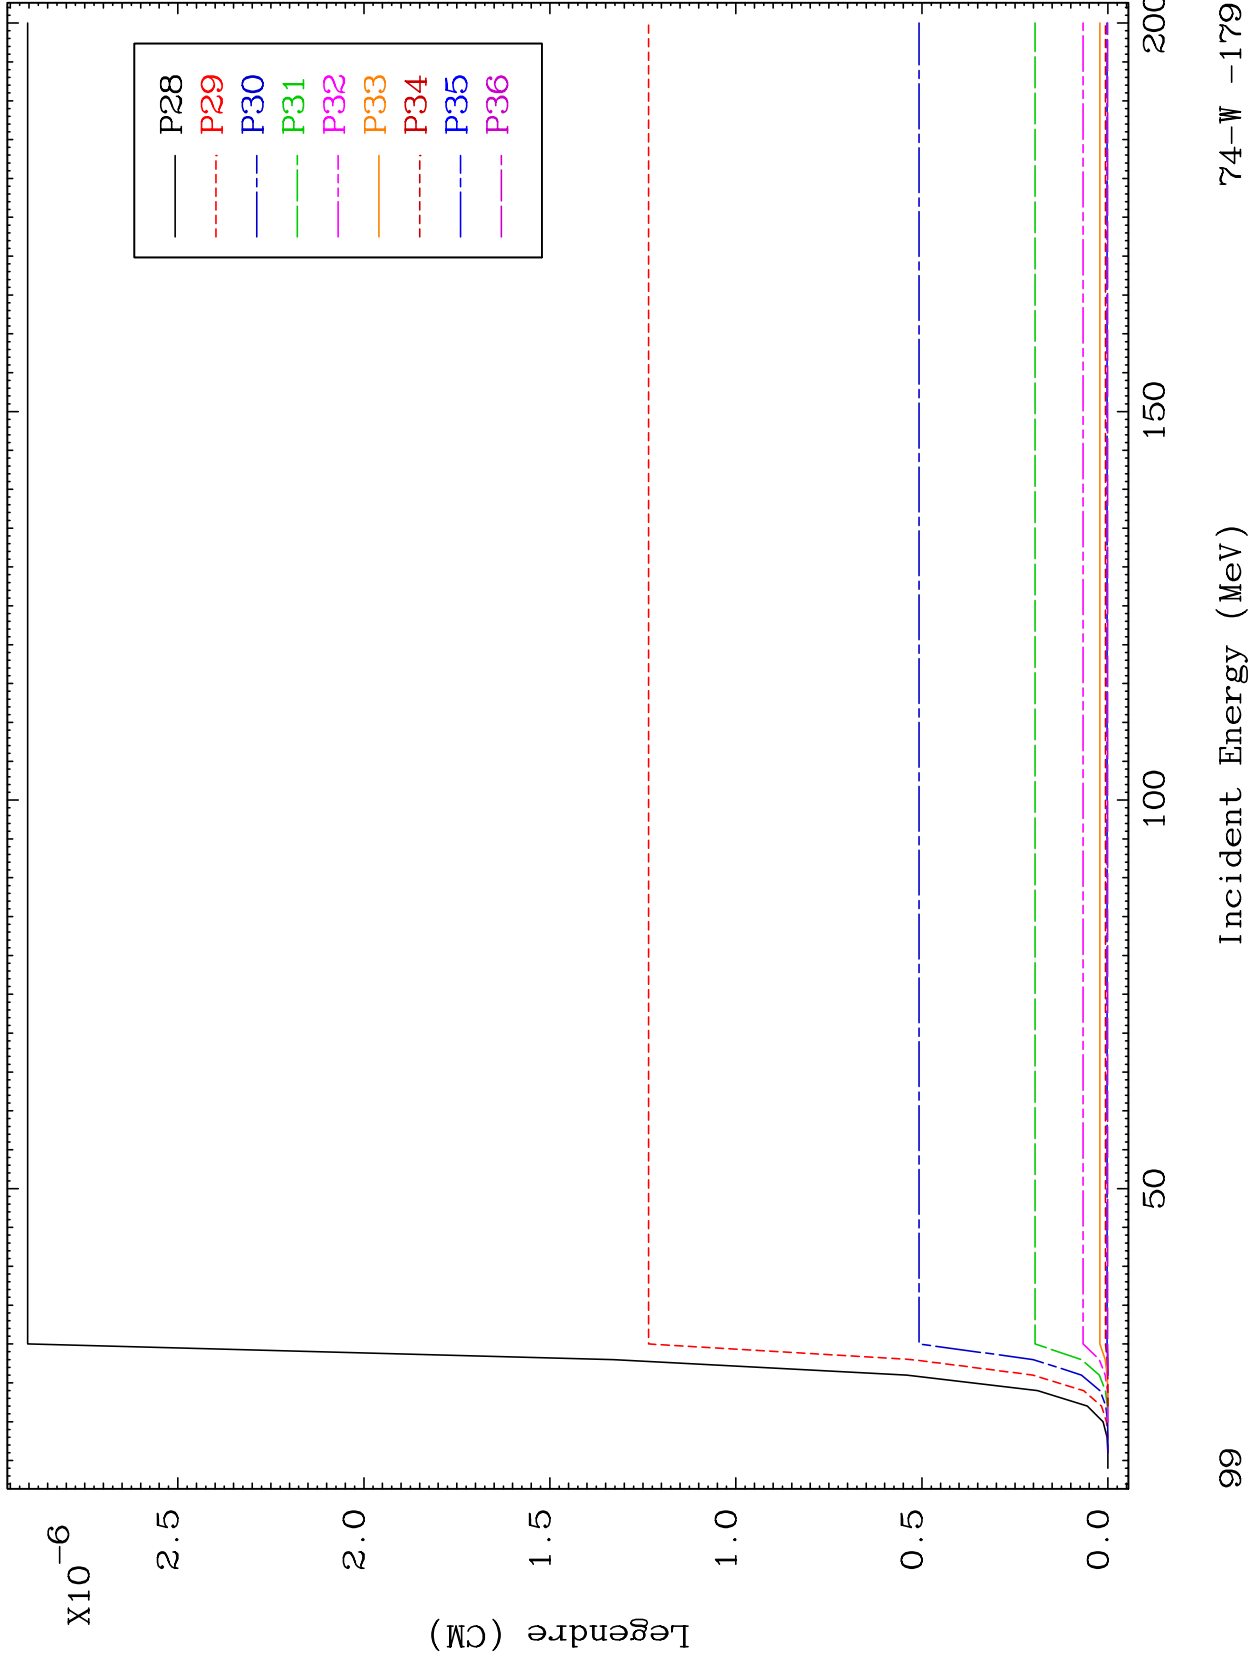 X10-6
2.5
2.0
1.5
1.0
0.5
0.0
Legendre (CM)
P28
P29
P30
P31
P32
P33
P34
P35
P36
50
100
150
200
Incident Energy (MeV)
99
74-W -179